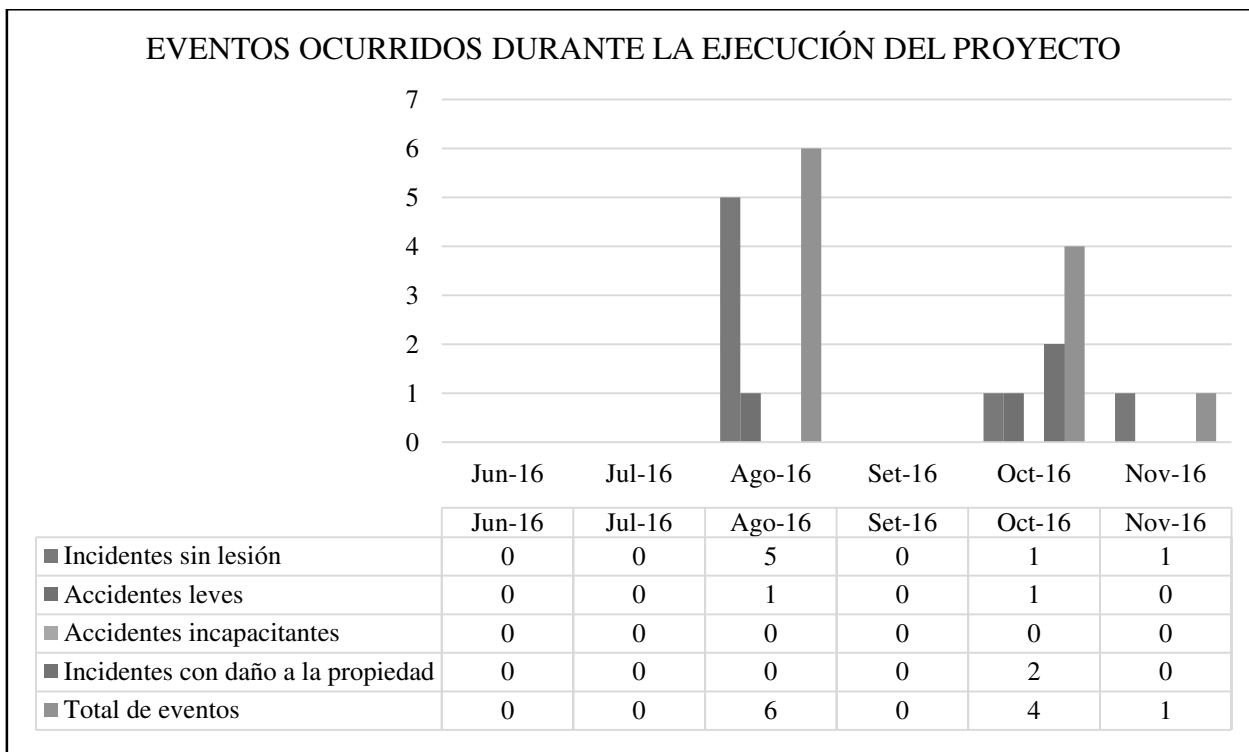 EVENTOS OCURRIDOS DURANTE LA EJECUCIÓN DEL PROYECTO
7
6
5
4
3
2
1
0
Jun-16 Jul-16 Ago-16 Set-16 Oct-16 Nov-16
Jun-16 Jul-16 Ago-16 Set-16 Oct-16 Nov-16
Incidentes sin lesión 0 0 5 0 1 1
Accidentes leves 0 0 1 0 1 0
Accidentes incapacitantes 0 0 0 0 0 0
Incidentes con daño a la propiedad 0 0 0 0 2 0
Total de eventos 0 0 6 0 4 1